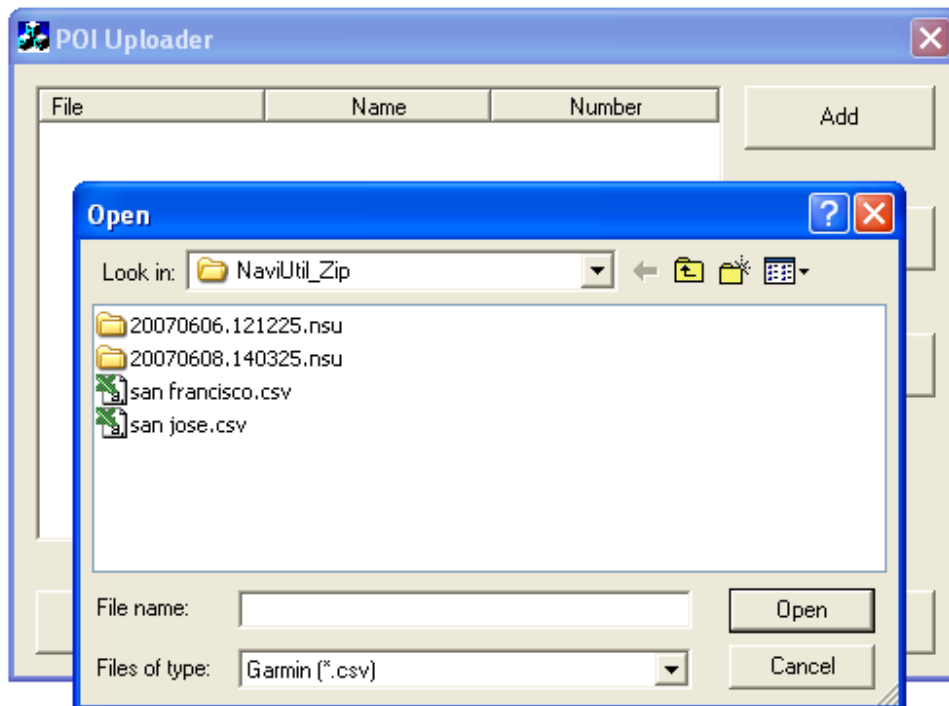 POI Uploader
File Name Number
Add
Open
Look in: NaviUtil_Zip
20070606.121225.nsu
20070608.140325.nsu
san francisco.csv
san jose.csv
File name: Open
Files of type: Garmin (*.csv) Cancel